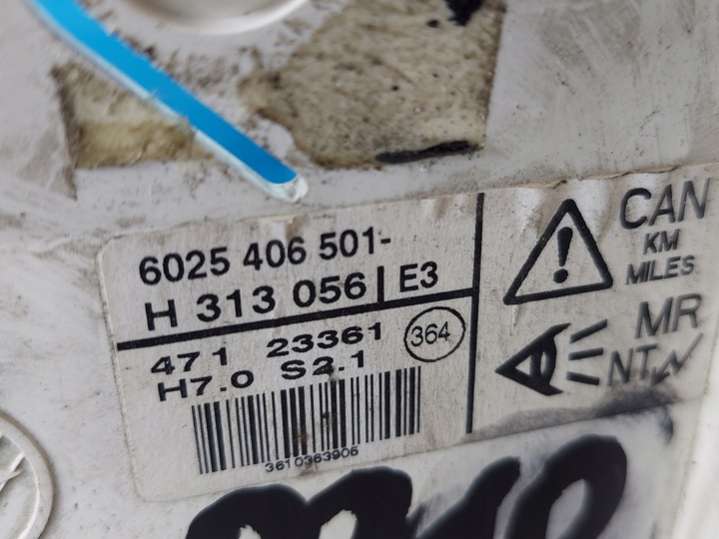 6025 406 501-
H 313 056 E3
471 23361 364
H7.0 S2.1
3610363906
CAN
KM
MILES
MR
NT